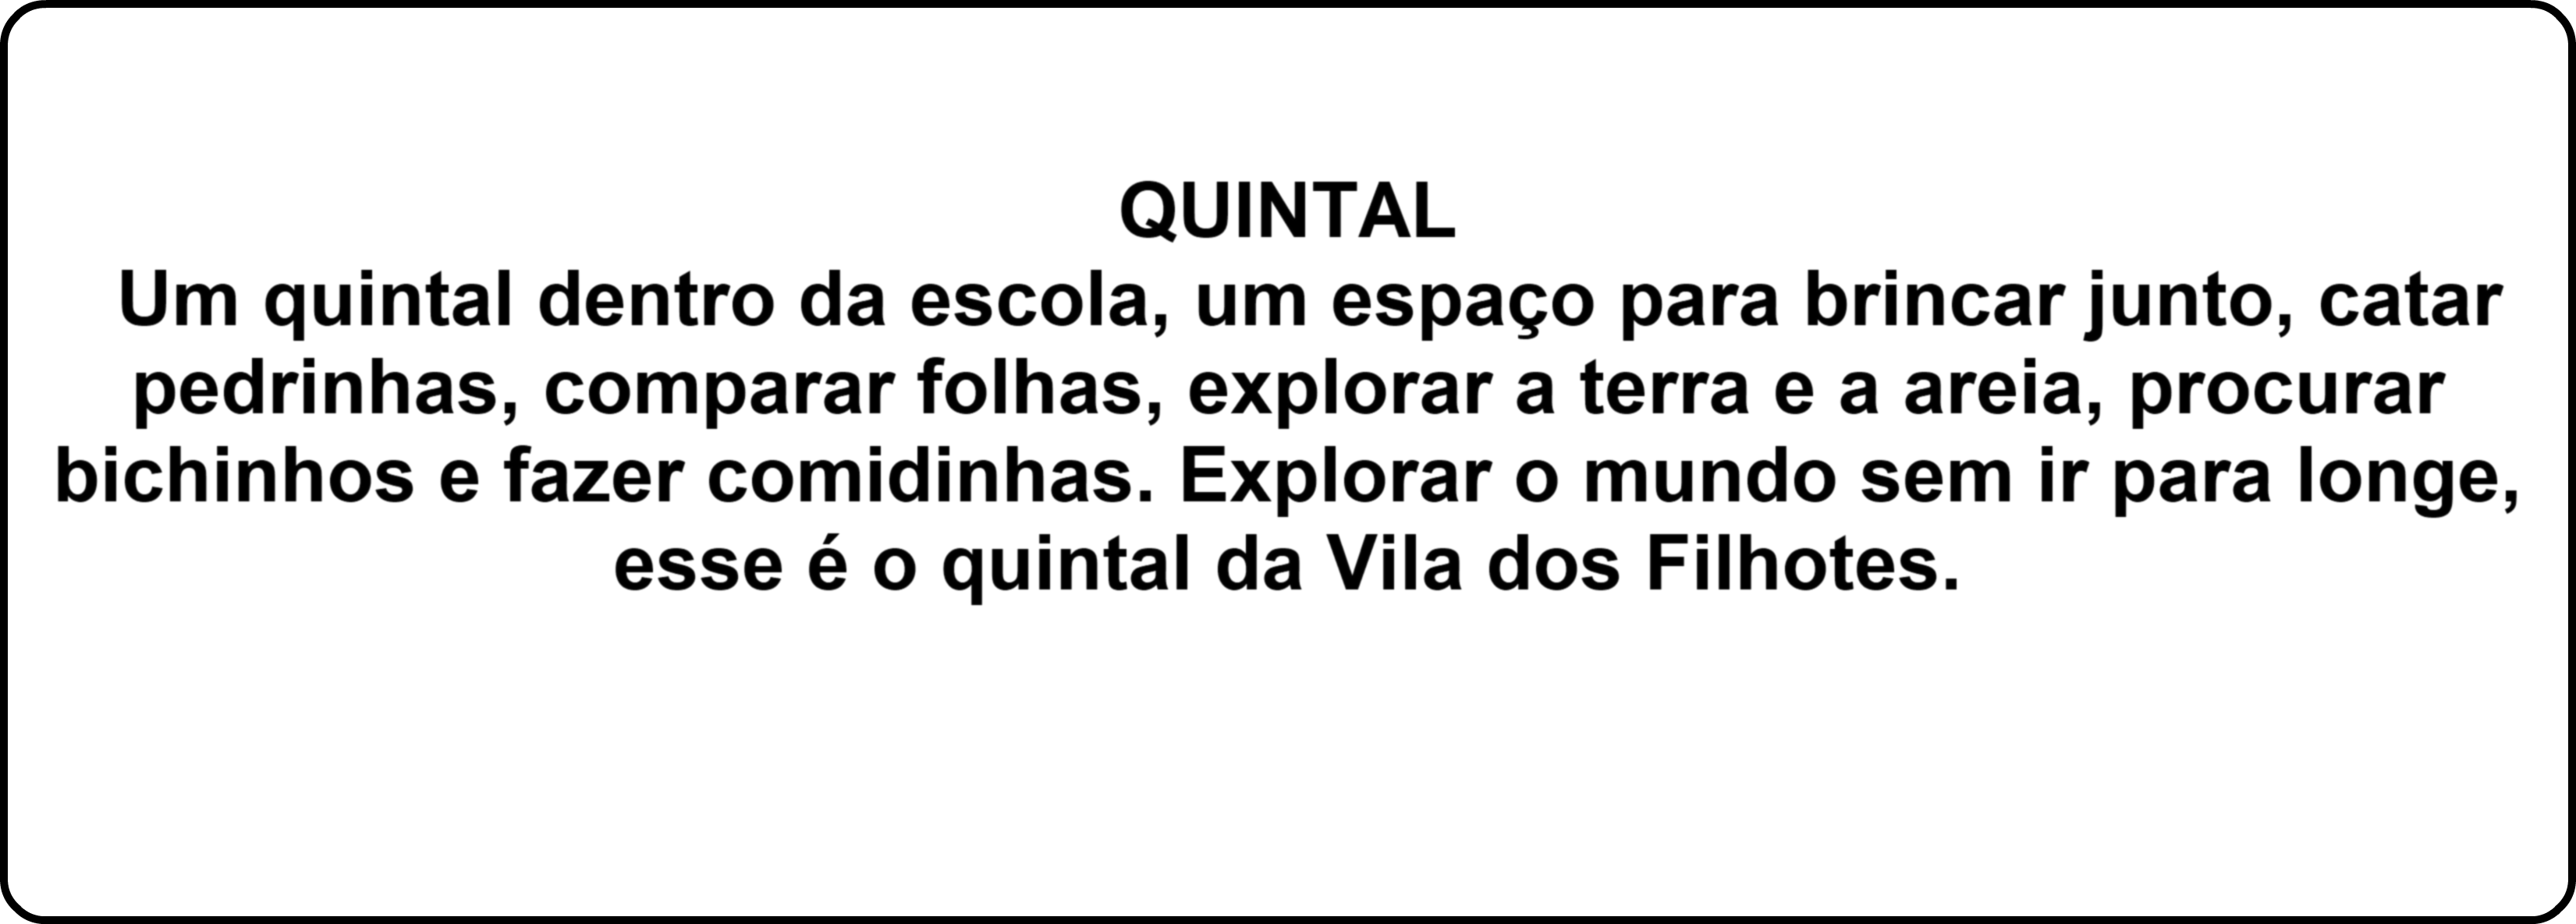 QUINTAL
Um quintal dentro da escola, um espaço para brincar junto, catar
pedrinhas, comparar folhas, explorar a terra e a areia, procurar
bichinhos e fazer comidinhas. Explorar o mundo sem ir para longe,
esse é o quintal da Vila dos Filhotes.